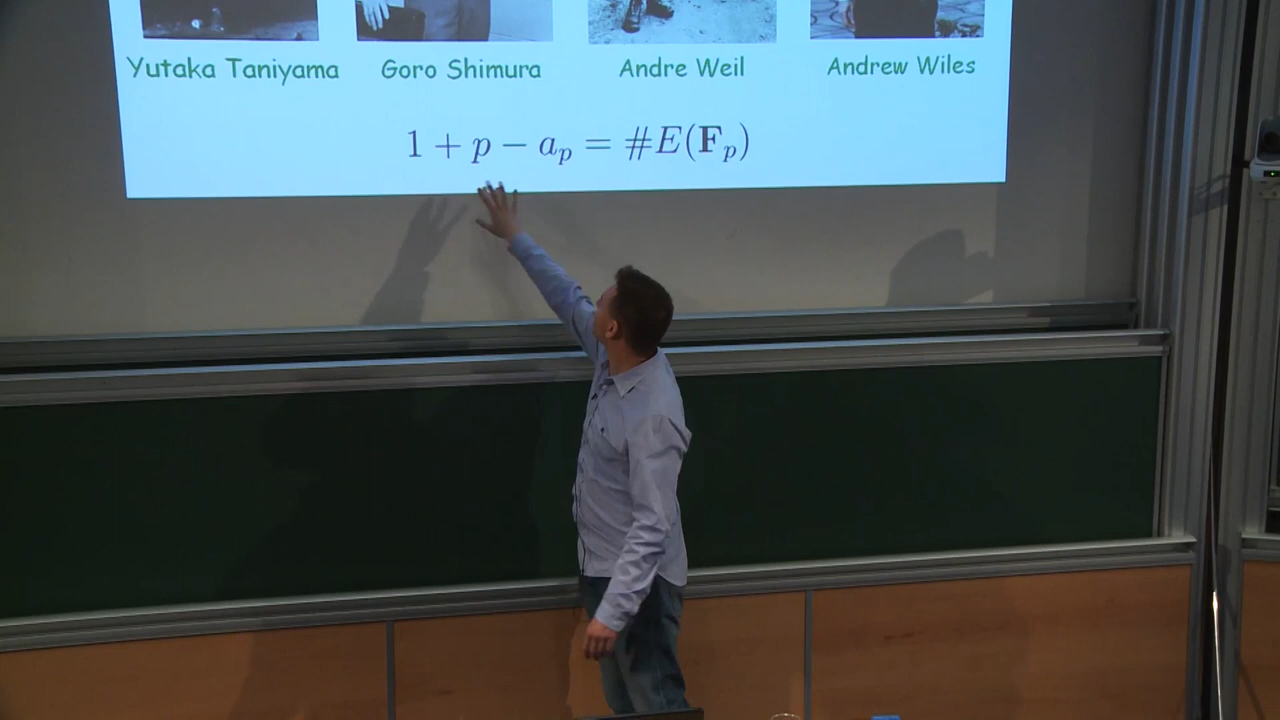 Yutaka Taniyama Goro Shimura Andre Weil Andrew Wiles
1 + p − a_p = #E(𝐅_p)